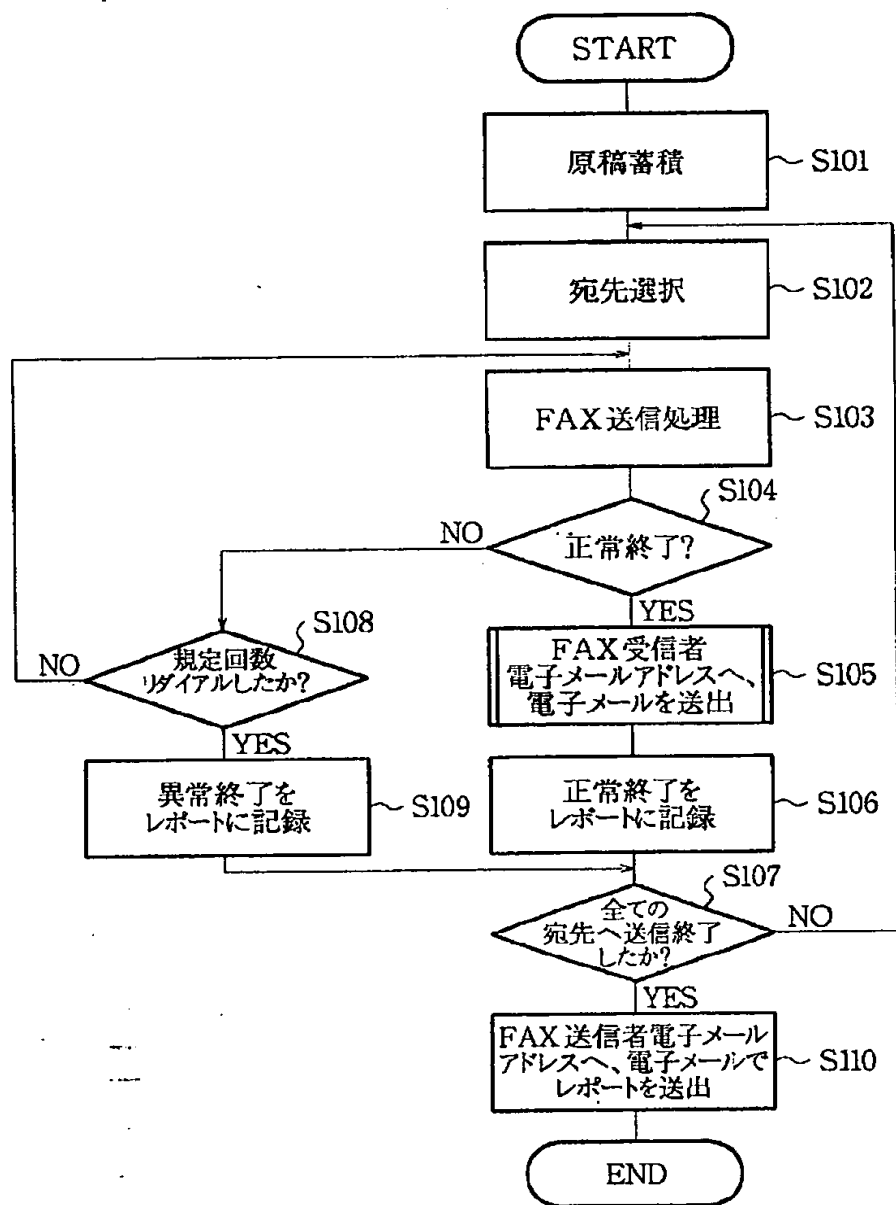 START
原稿蓄積
S101
宛先選択
S102
FAX送信処理
S103
S104
正常終了?
NO
YES
S108
規定回数
リダイアルしたか?
NO
YES
FAX受信者
電子メールアドレスへ、
電子メールを送出
S105
異常終了を
レポートに記録
S109
正常終了を
レポートに記録
S106
S107
全ての
宛先へ送信終了
したか?
NO
YES
FAX送信者電子メール
アドレスへ、電子メールで
レポートを送出
S110
END